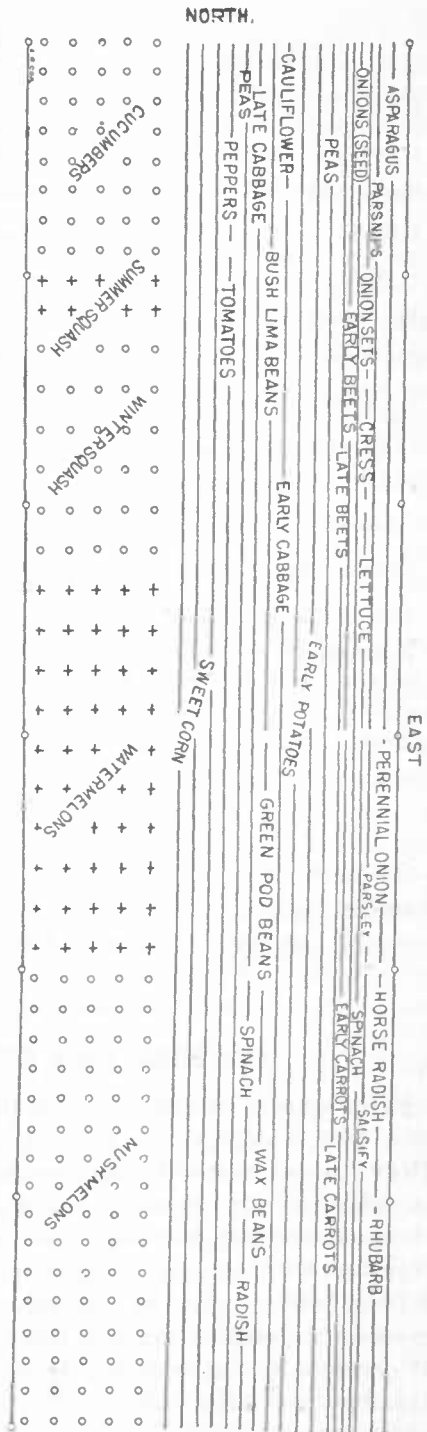 NORTH.
EAST
ASPARAGUS PERENNIAL ONION HORSE RADISH RHUBARB
PARSNIPS PARSLEY SALSIFY
ONIONS (SEED) ONION SETS CRESS LETTUCE SPINACH
EARLY BEETS EARLY CARROTS
LATE BEETS LATE CARROTS
PEAS
EARLY POTATOES
CAULIFLOWER EARLY CABBAGE
BUSH LIMA BEANS GREEN POD BEANS WAX BEANS
LATE CABBAGE
PEAS SPINACH RADISH
PEPPERS TOMATOES
SWEET CORN
CUCUMBERS SUMMER SQUASH WINTER SQUASH WATERMELONS MUSHMELONS